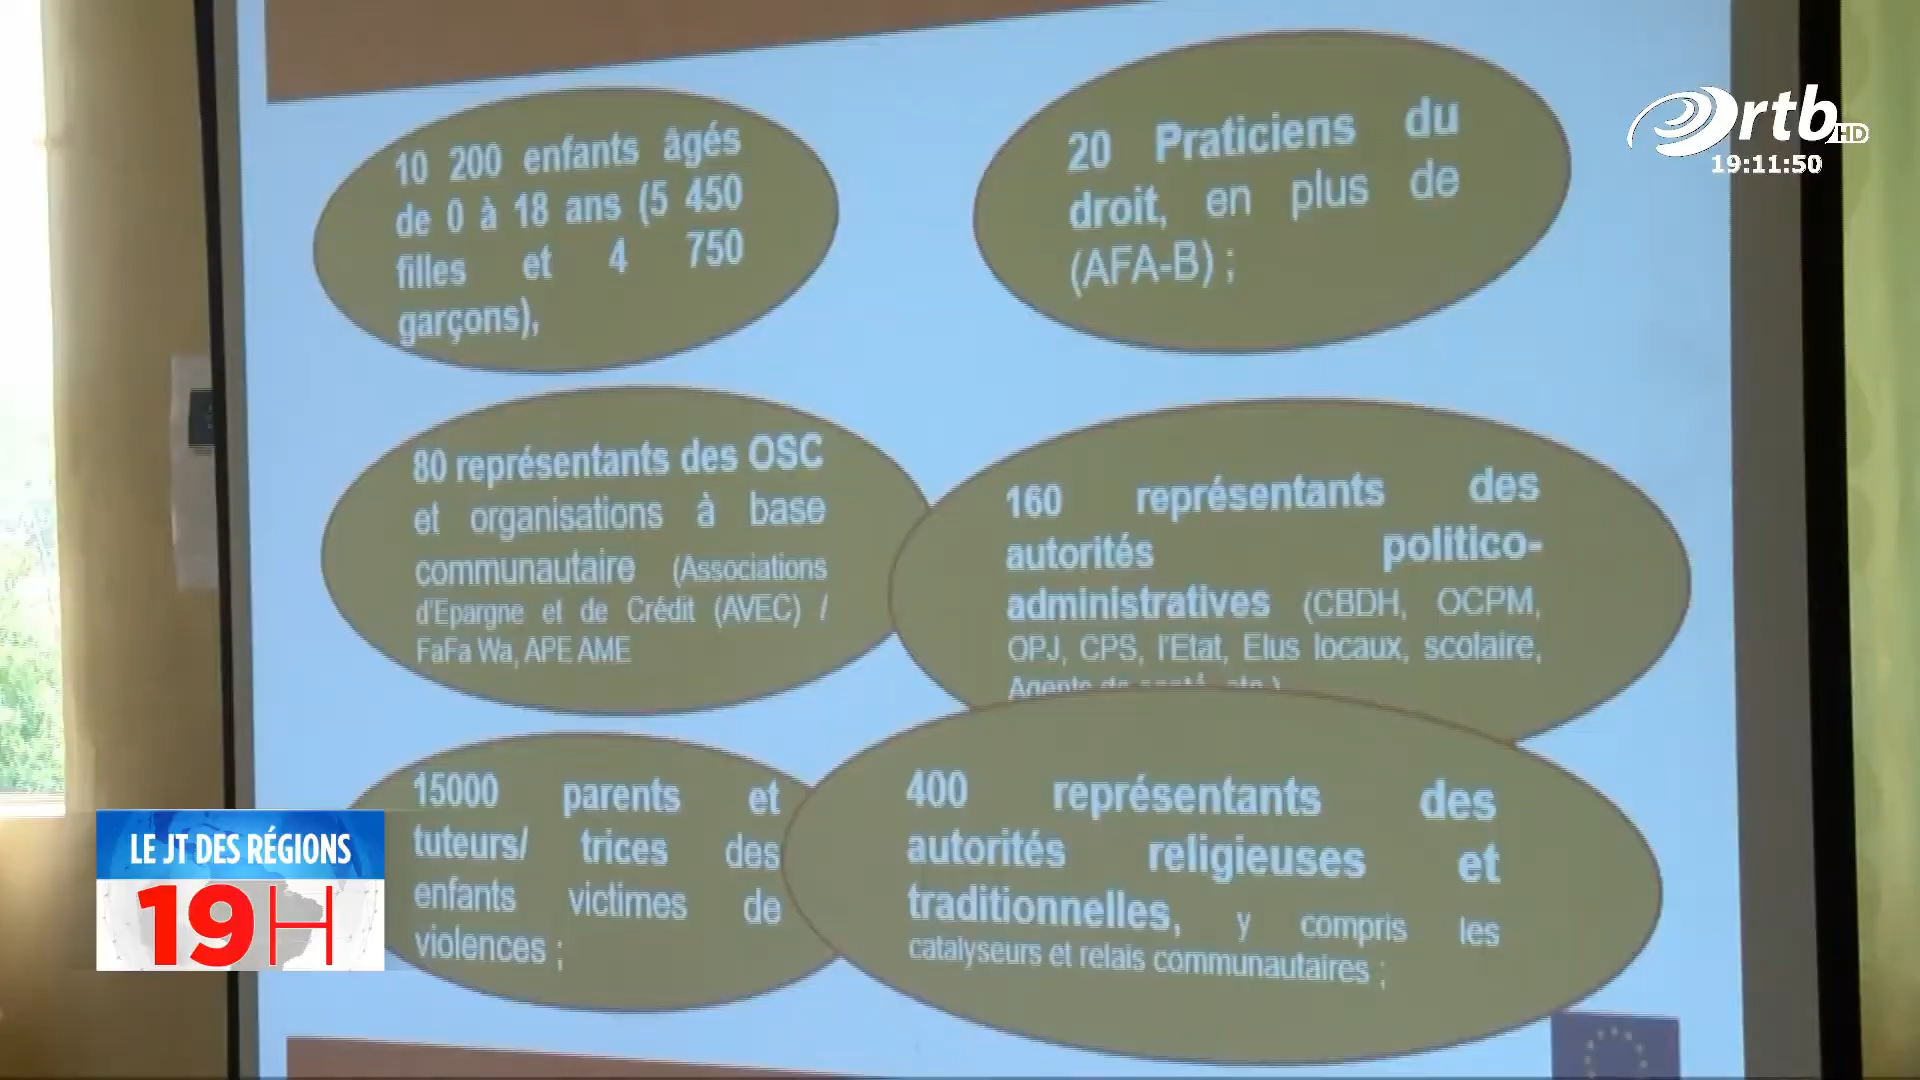 10 200 enfants âgés
de 0 à 18 ans (5 450
filles et 4 750
garçons),
20 Praticiens du
droit, en plus de
(AFA-B) ;
80 représentants des OSC
et organisations à base
communautaire (Associations
d'Epargne et de Crédit (AVEC) /
FaFa Wa, APE AME
160 représentants des
autorités politico-
administratives (CBDH, OCPM,
OPJ, CPS, l'Etat, Elus locaux, scolaire,
Agents de santé, etc.)
15000 parents et
tuteurs/ trices des
enfants victimes de
violences ;
400 représentants des
autorités religieuses et
traditionnelles, y compris les
catalyseurs et relais communautaires ;
rtb HD
19:11:50
LE JT DES RÉGIONS
19H